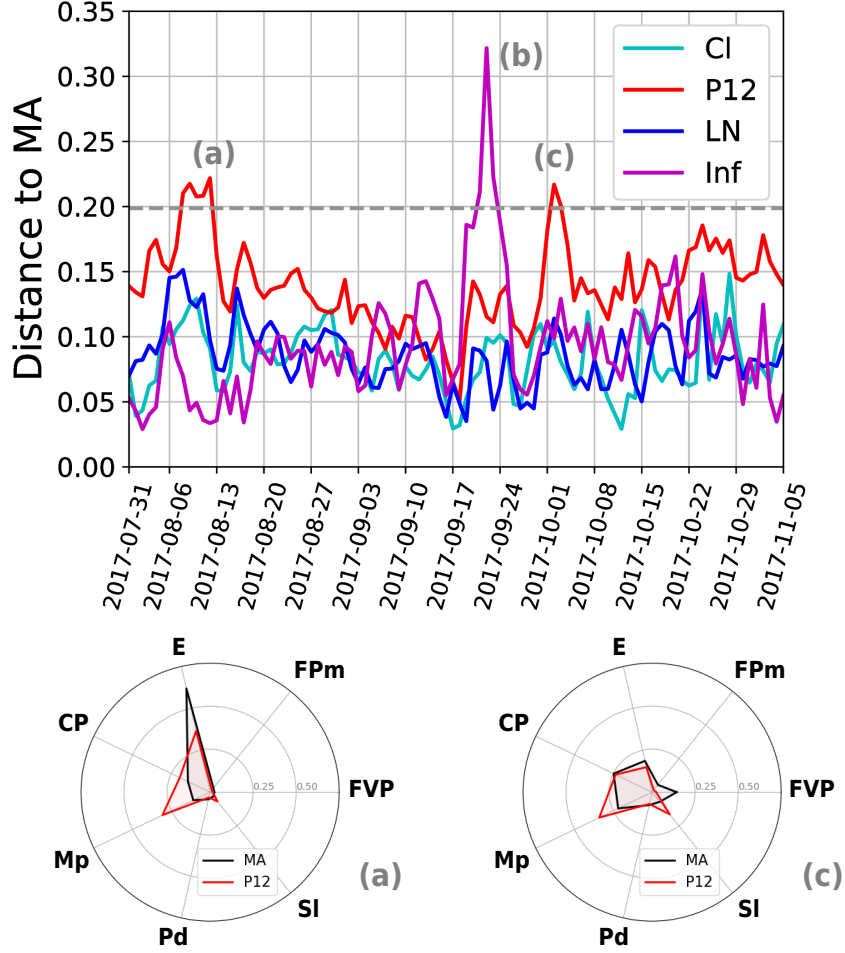 0.35
0.30
0.25
0.20
0.15
0.10
0.05
0.00
Distance to MA
(a)
(b)
(c)
Cl
P12
LN
Inf
2017-07-31
2017-08-06
2017-08-13
2017-08-20
2017-08-27
2017-09-03
2017-09-10
2017-09-17
2017-09-24
2017-10-01
2017-10-08
2017-10-15
2017-10-22
2017-10-29
2017-11-05
E
FPm
CP
0.25
0.50
FVP
Mp
MA
P12
(a)
Pd
Sl
E
FPm
CP
0.25
0.50
FVP
Mp
MA
P12
(c)
Pd
Sl